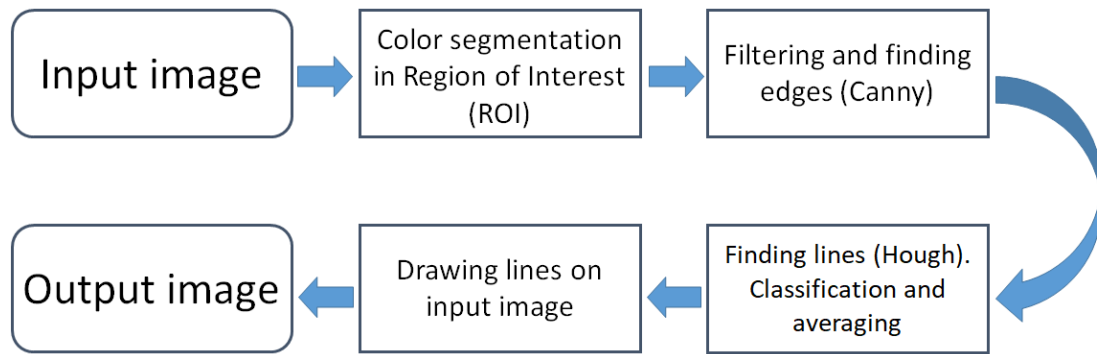 Input image
Color segmentation
in Region of Interest
(ROI)
Filtering and finding
edges (Canny)
Finding lines (Hough).
Classification and
averaging
Drawing lines on
input image
Output image